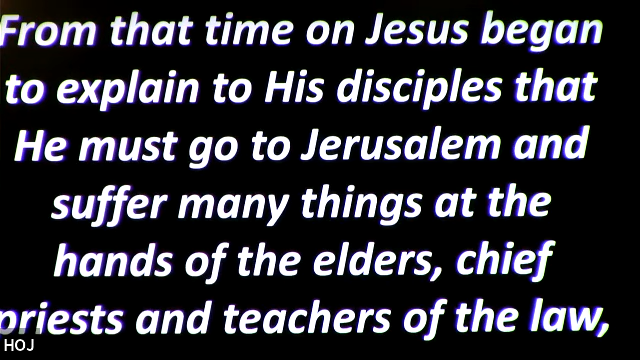 From that time on Jesus began
to explain to His disciples that
He must go to Jerusalem and
suffer many things at the
hands of the elders, chief
priests and teachers of the law,
HOJ